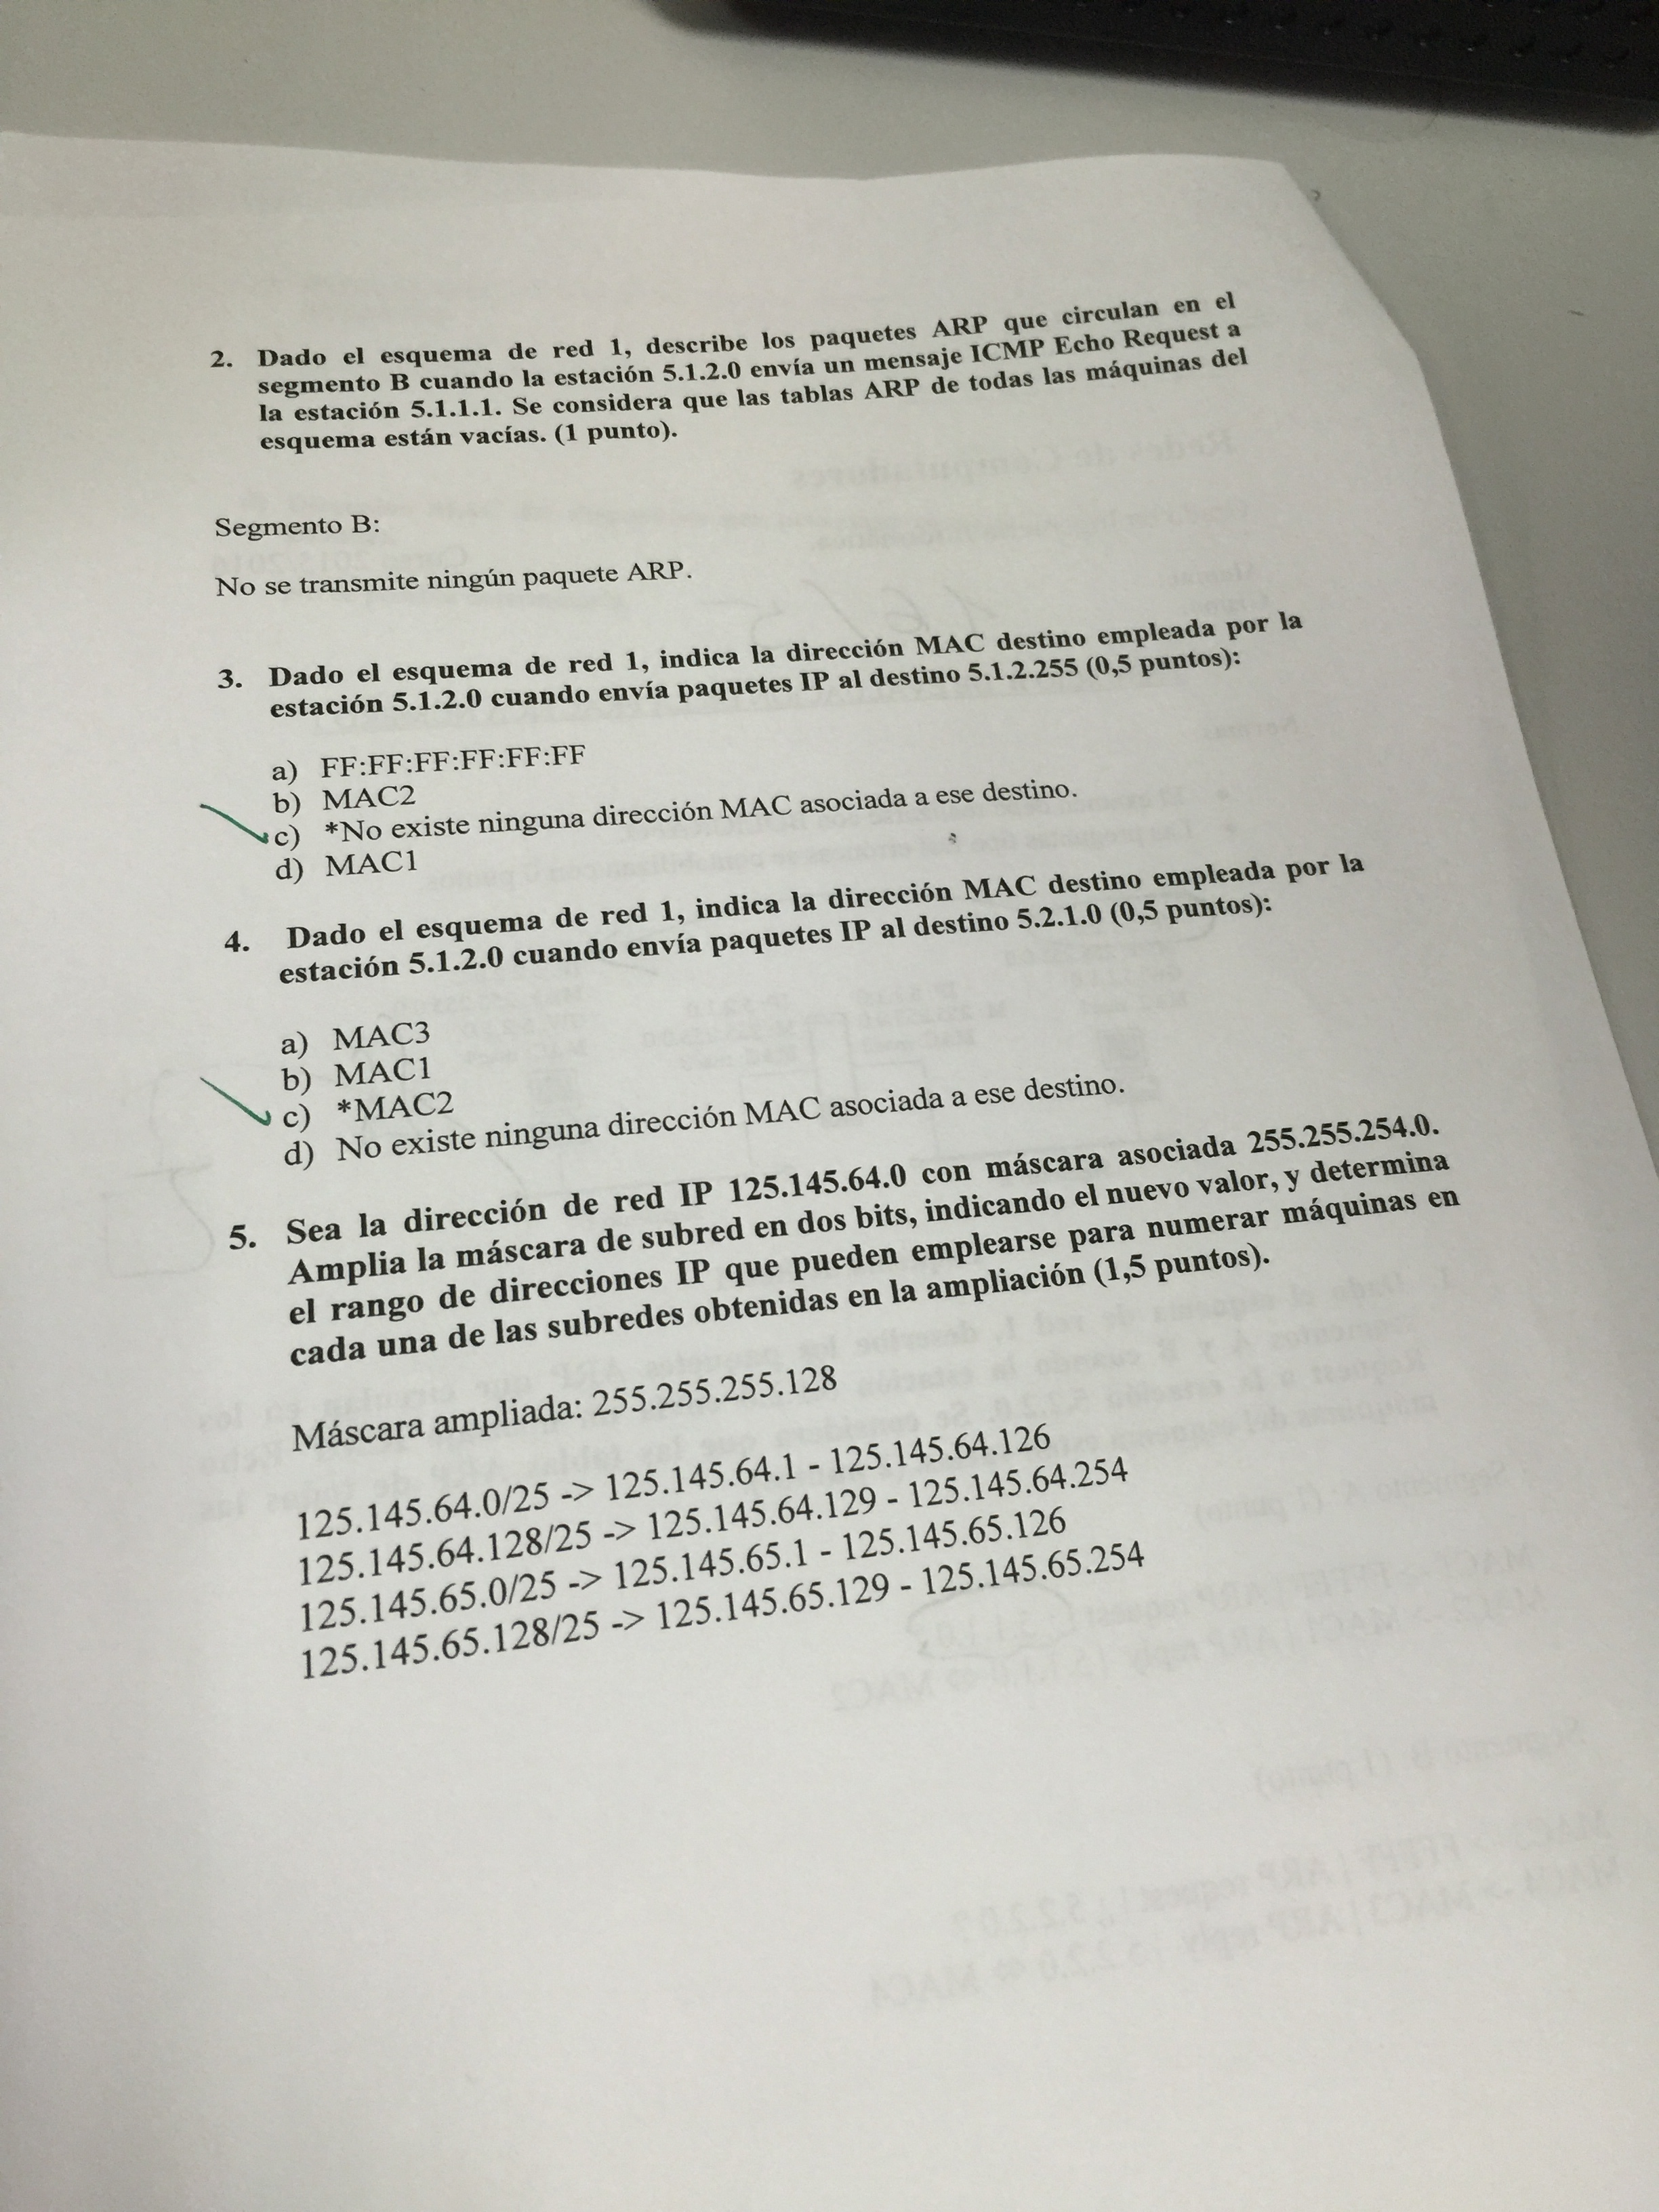 2. Dado el esquema de red 1, describe los paquetes ARP que circulan en el
segmento B cuando la estación 5.1.2.0 envía un mensaje ICMP Echo Request a
la estación 5.1.1.1. Se considera que las tablas ARP de todas las máquinas del
esquema están vacías. (1 punto).
Segmento B:
No se transmite ningún paquete ARP.
3. Dado el esquema de red 1, indica la dirección MAC destino empleada por la
estación 5.1.2.0 cuando envía paquetes IP al destino 5.1.2.255 (0,5 puntos):
a) FF:FF:FF:FF:FF:FF
b) MAC2
c) *No existe ninguna dirección MAC asociada a ese destino.
d) MAC1
4. Dado el esquema de red 1, indica la dirección MAC destino empleada por la
estación 5.1.2.0 cuando envía paquetes IP al destino 5.2.1.0 (0,5 puntos):
a) MAC3
b) MAC1
c) *MAC2
d) No existe ninguna dirección MAC asociada a ese destino.
5. Sea la dirección de red IP 125.145.64.0 con máscara asociada 255.255.254.0.
Amplia la máscara de subred en dos bits, indicando el nuevo valor, y determina
el rango de direcciones IP que pueden emplearse para numerar máquinas en
cada una de las subredes obtenidas en la ampliación (1,5 puntos).
Máscara ampliada: 255.255.255.128
125.145.64.0/25 -> 125.145.64.1 - 125.145.64.126
125.145.64.128/25 -> 125.145.64.129 - 125.145.64.254
125.145.65.0/25 -> 125.145.65.1 - 125.145.65.126
125.145.65.128/25 -> 125.145.65.129 - 125.145.65.254